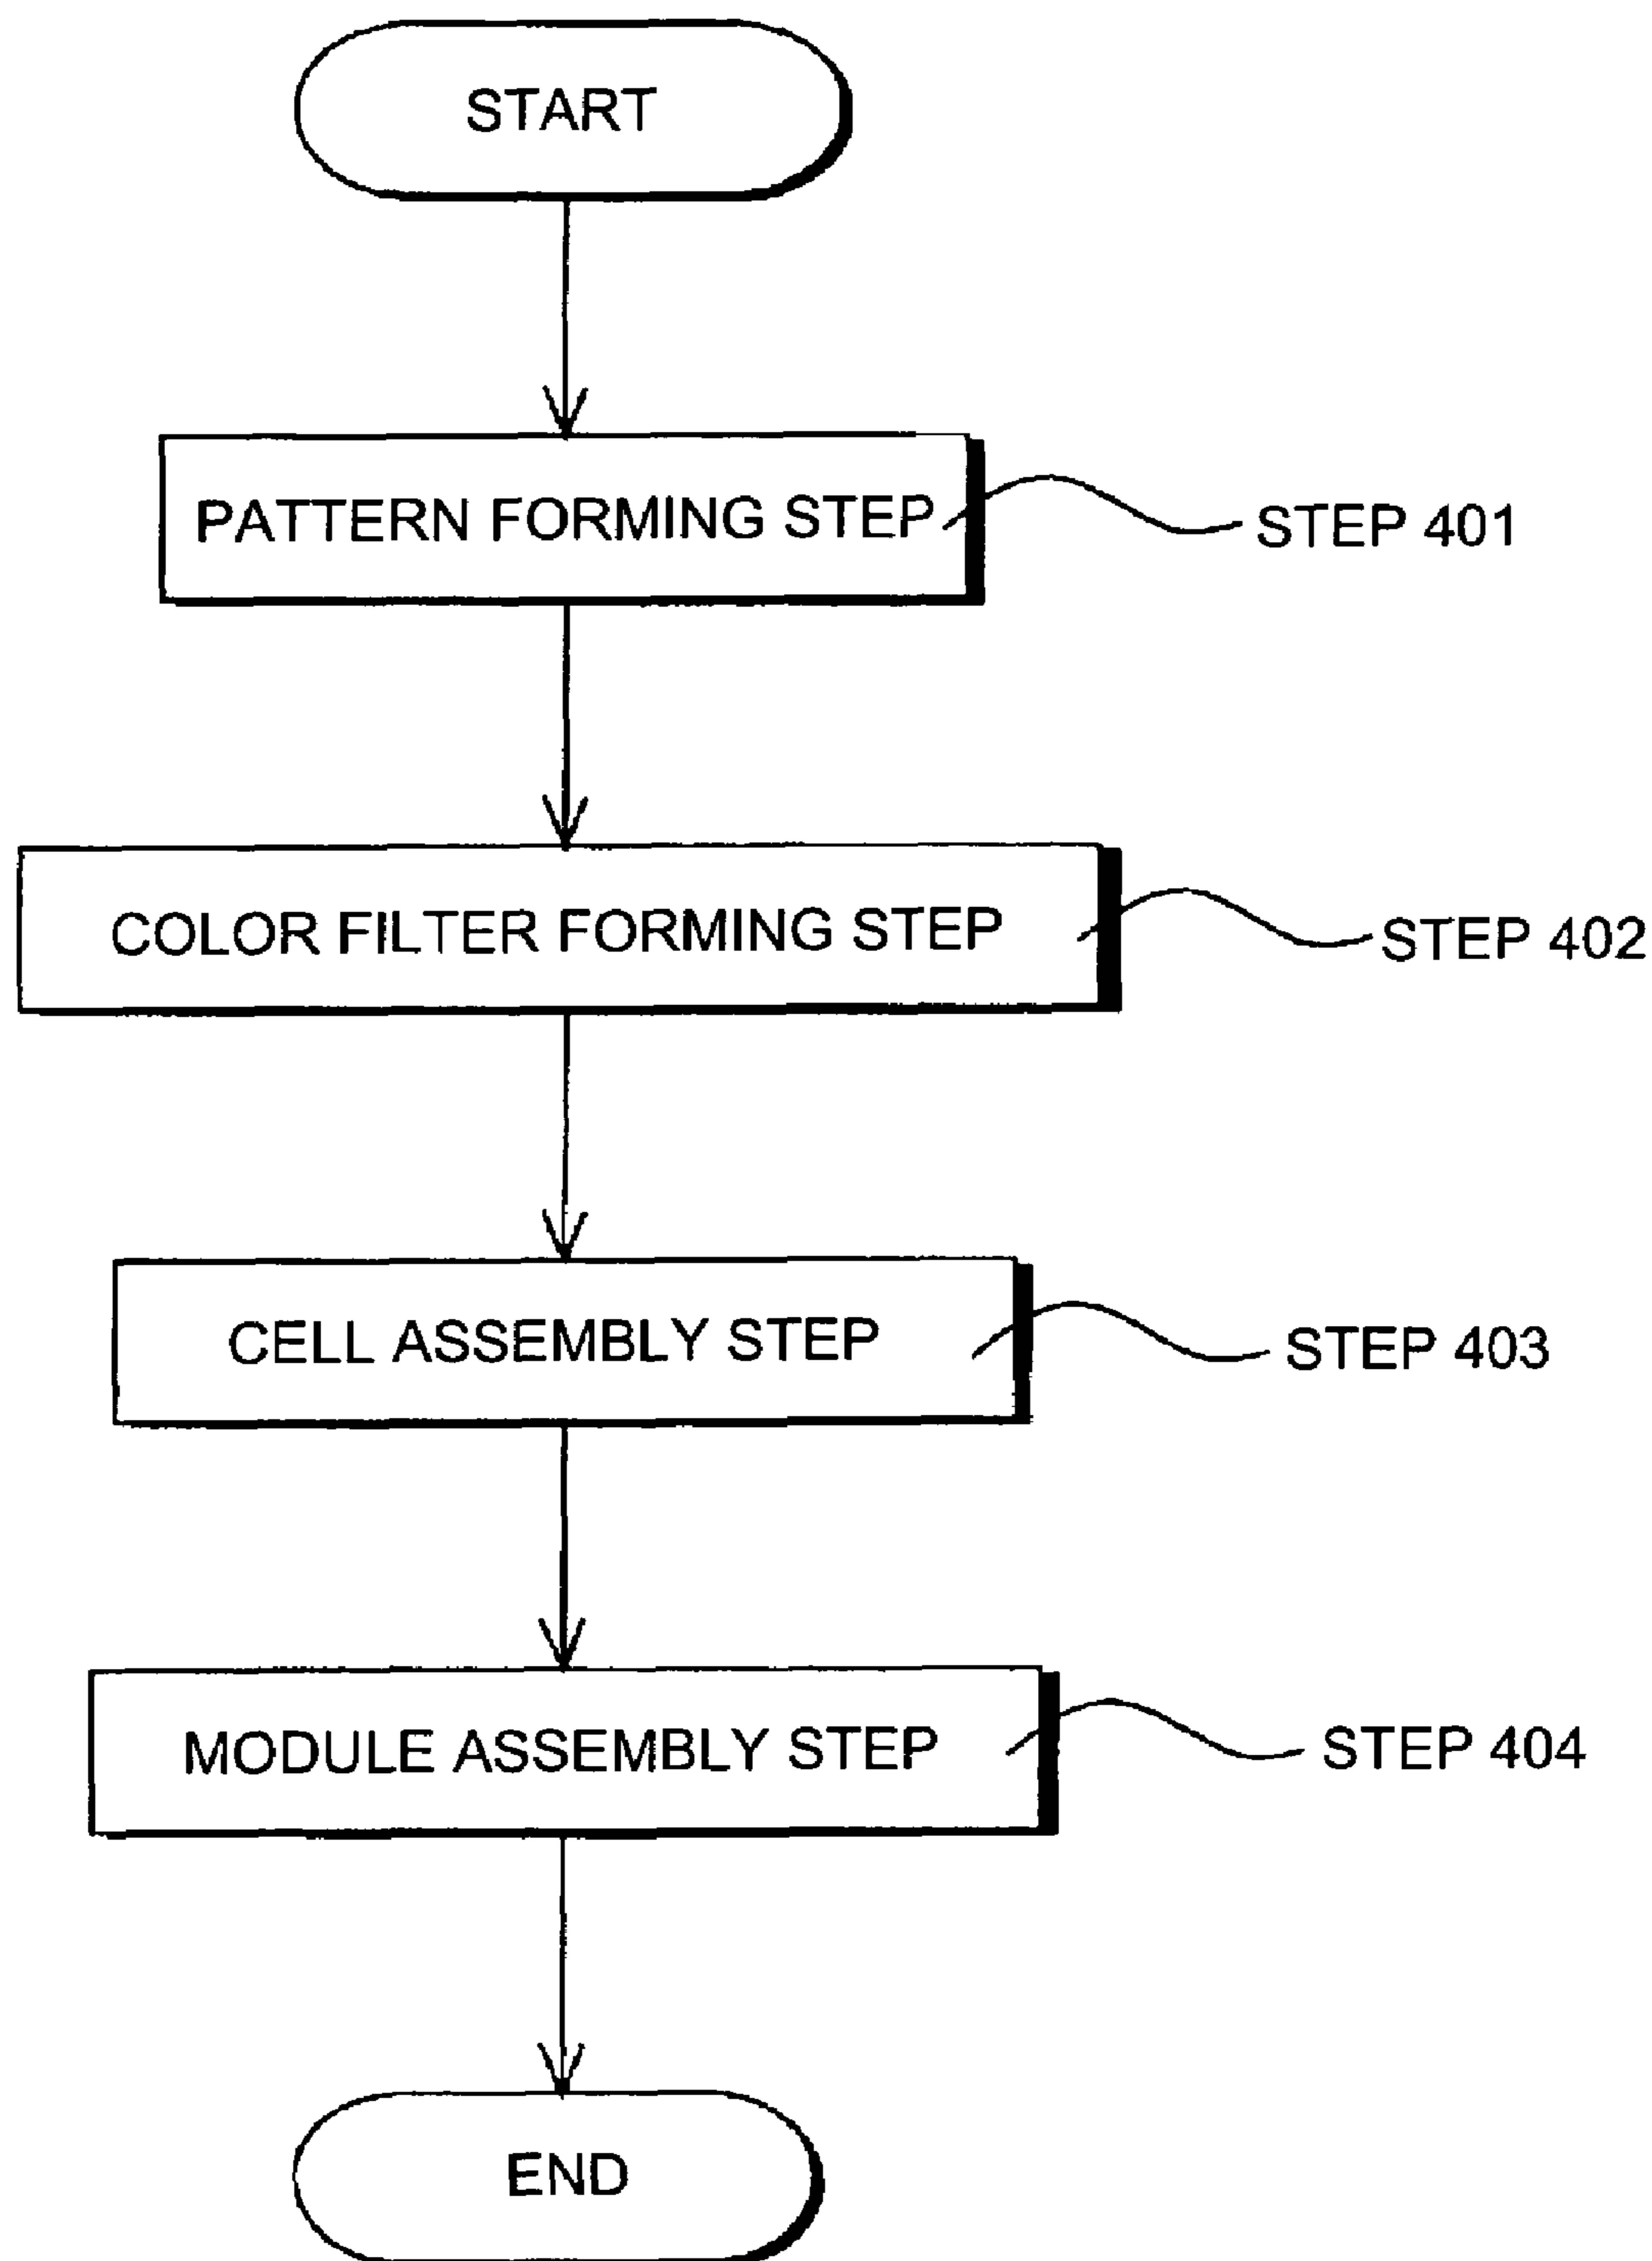 START
PATTERN FORMING STEP
STEP 401
COLOR FILTER FORMING STEP
STEP 402
CELL ASSEMBLY STEP
STEP 403
MODULE ASSEMBLY STEP
STEP 404
END